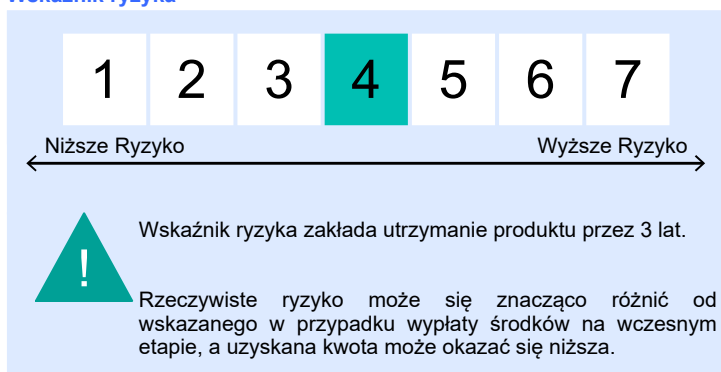 Wskaźnik ryzyka
1 2 3 4 5 6 7
Niższe Ryzyko Wyższe Ryzyko
!
Wskaźnik ryzyka zakłada utrzymanie produktu przez 3 lat.
Rzeczywiste ryzyko może się znacząco różnić od
wskazanego w przypadku wypłaty środków na wczesnym
etapie, a uzyskana kwota może okazać się niższa.